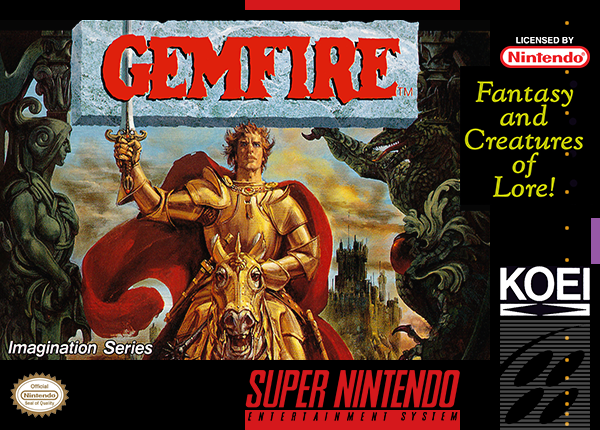 GEMFIRE
TM
LICENSED BY
Nintendo
Fantasy
and
Creatures
of
Lore!
KOEI
Imagination Series
Official
Nintendo
Seal of Quality
SUPER NINTENDO
ENTERTAINMENT SYSTEM